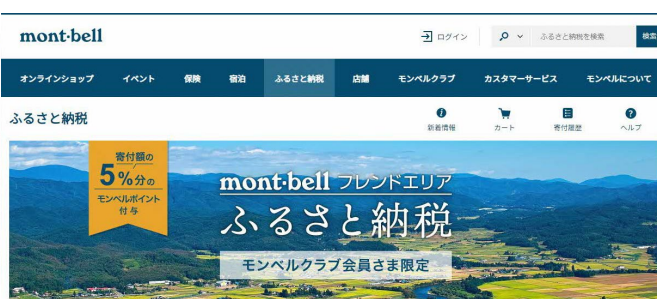 mont·bell
ログイン
ふるさと納税を検索
検索
オンラインショップ イベント 保険 宿泊 ふるさと納税 店舗 モンベルクラブ カスタマーサービス モンベルについて
ふるさと納税
新着情報 カート 寄付履歴 ヘルプ
寄付額の
5%分の
モンベルポイント
付与
mont·bell フレンドエリア
ふるさと納税
モンベルクラブ会員さま限定